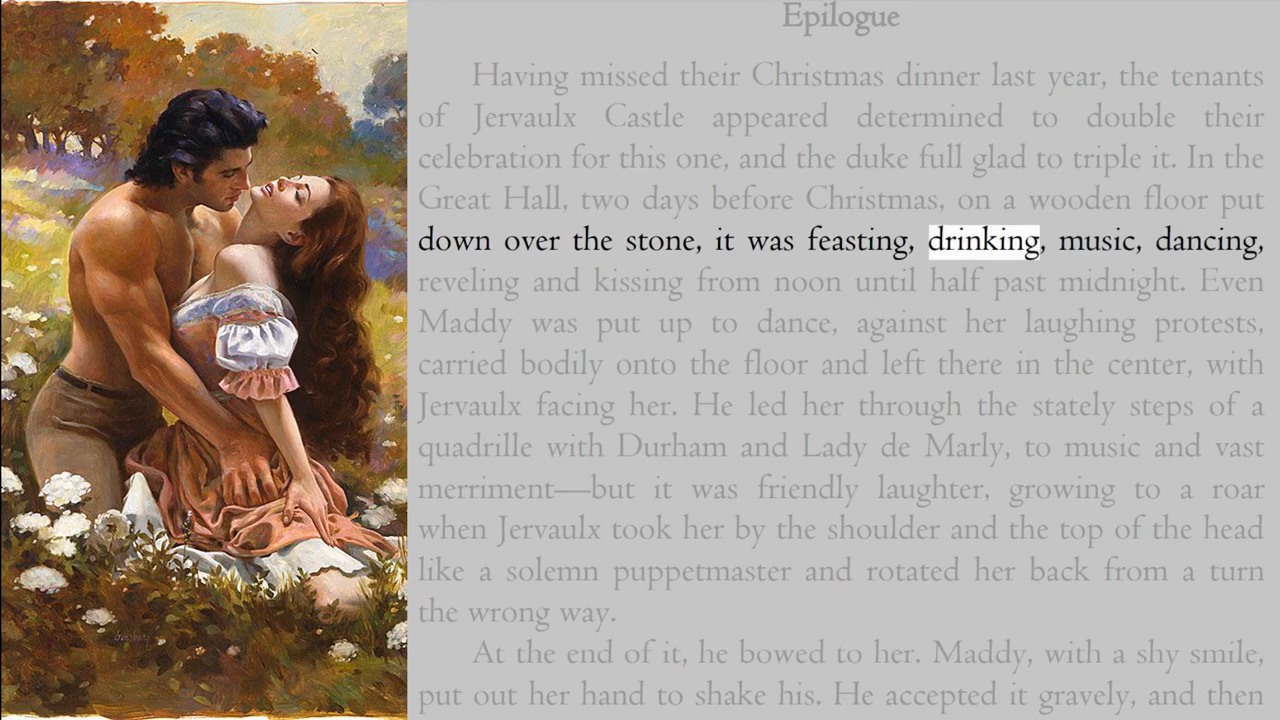 Epilogue
Having missed their Christmas dinner last year, the tenants
of Jervaulx Castle appeared determined to double their
celebration for this one, and the duke full glad to triple it. In the
Great Hall, two days before Christmas, on a wooden floor put
down over the stone, it was feasting, drinking, music, dancing,
reveling and kissing from noon until half past midnight. Even
Maddy was put up to dance, against her laughing protests,
carried bodily onto the floor and left there in the center, with
Jervaulx facing her. He led her through the stately steps of a
quadrille with Durham and Lady de Marly, to music and vast
merriment—but it was friendly laughter, growing to a roar
when Jervaulx took her by the shoulder and the top of the head
like a solemn puppetmaster and rotated her back from a turn
the wrong way.
At the end of it, he bowed to her. Maddy, with a shy smile,
put out her hand to shake his. He accepted it gravely, and then